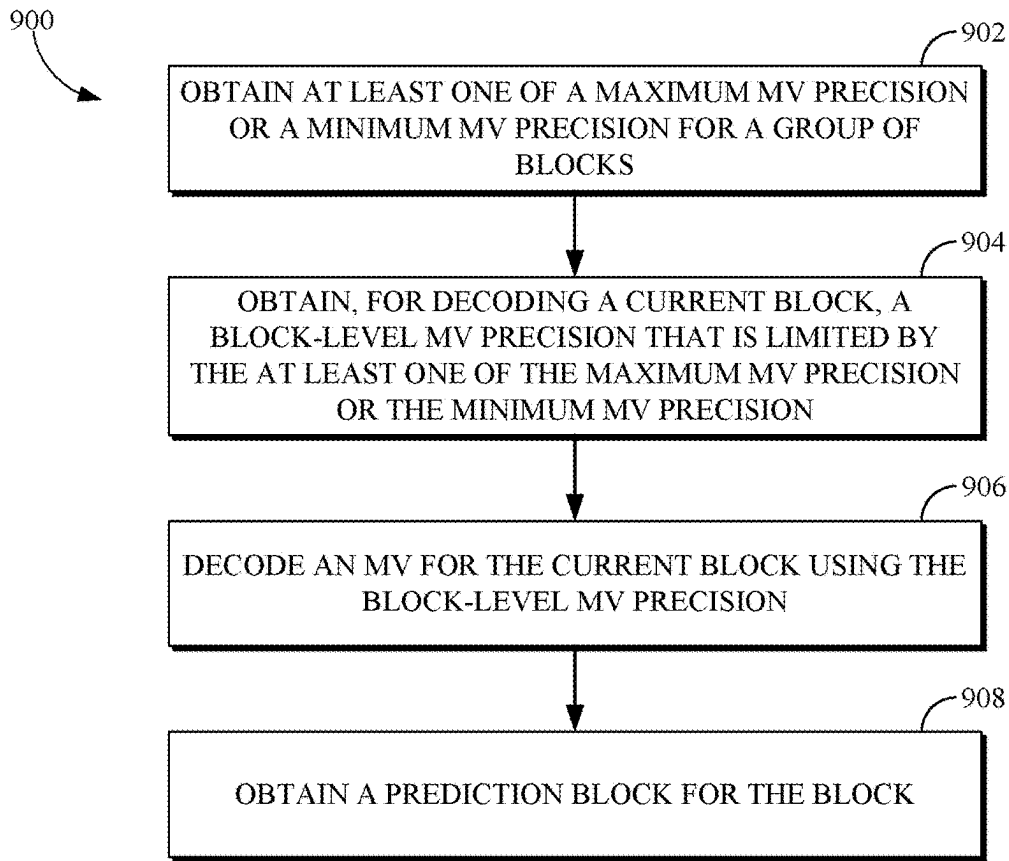 900
902
OBTAIN AT LEAST ONE OF A MAXIMUM MV PRECISION
OR A MINIMUM MV PRECISION FOR A GROUP OF
BLOCKS
904
OBTAIN, FOR DECODING A CURRENT BLOCK, A
BLOCK-LEVEL MV PRECISION THAT IS LIMITED BY
THE AT LEAST ONE OF THE MAXIMUM MV PRECISION
OR THE MINIMUM MV PRECISION
906
DECODE AN MV FOR THE CURRENT BLOCK USING THE
BLOCK-LEVEL MV PRECISION
908
OBTAIN A PREDICTION BLOCK FOR THE BLOCK